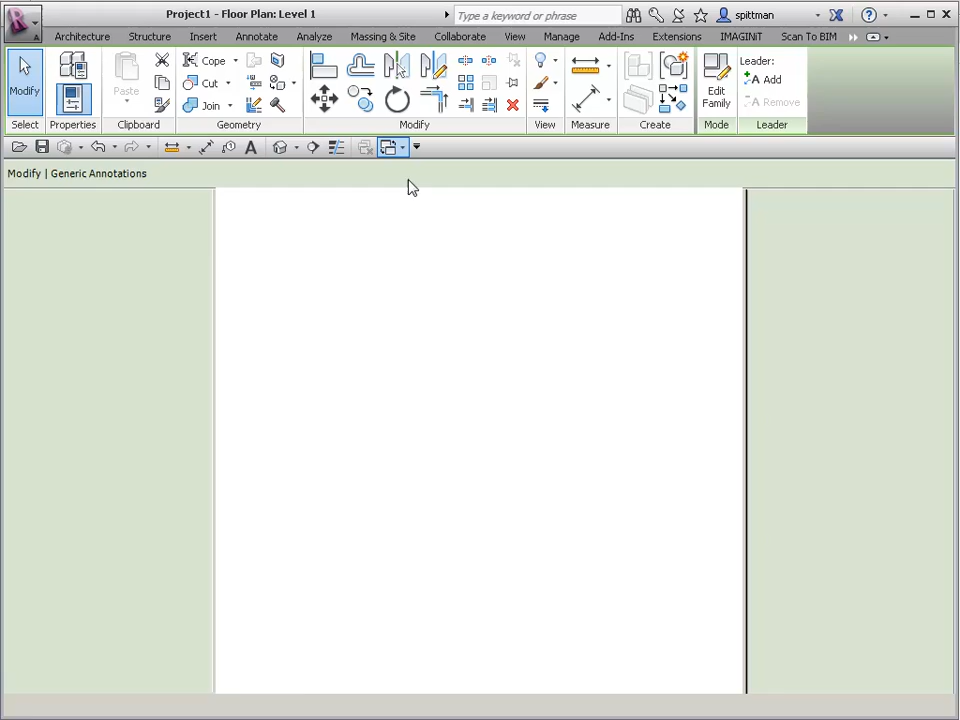 Project1 - Floor Plan: Level 1
Type a keyword or phrase
spittman
Architecture Structure Insert Annotate Analyze Massing & Site Collaborate View Manage Add-Ins Extensions IMAGINiT Scan To BIM
Modify
Paste
Cope
Cut
Join
Edit
Family
Leader:
Add
Remove
Select Properties Clipboard Geometry Modify View Measure Create Mode Leader
Modify | Generic Annotations